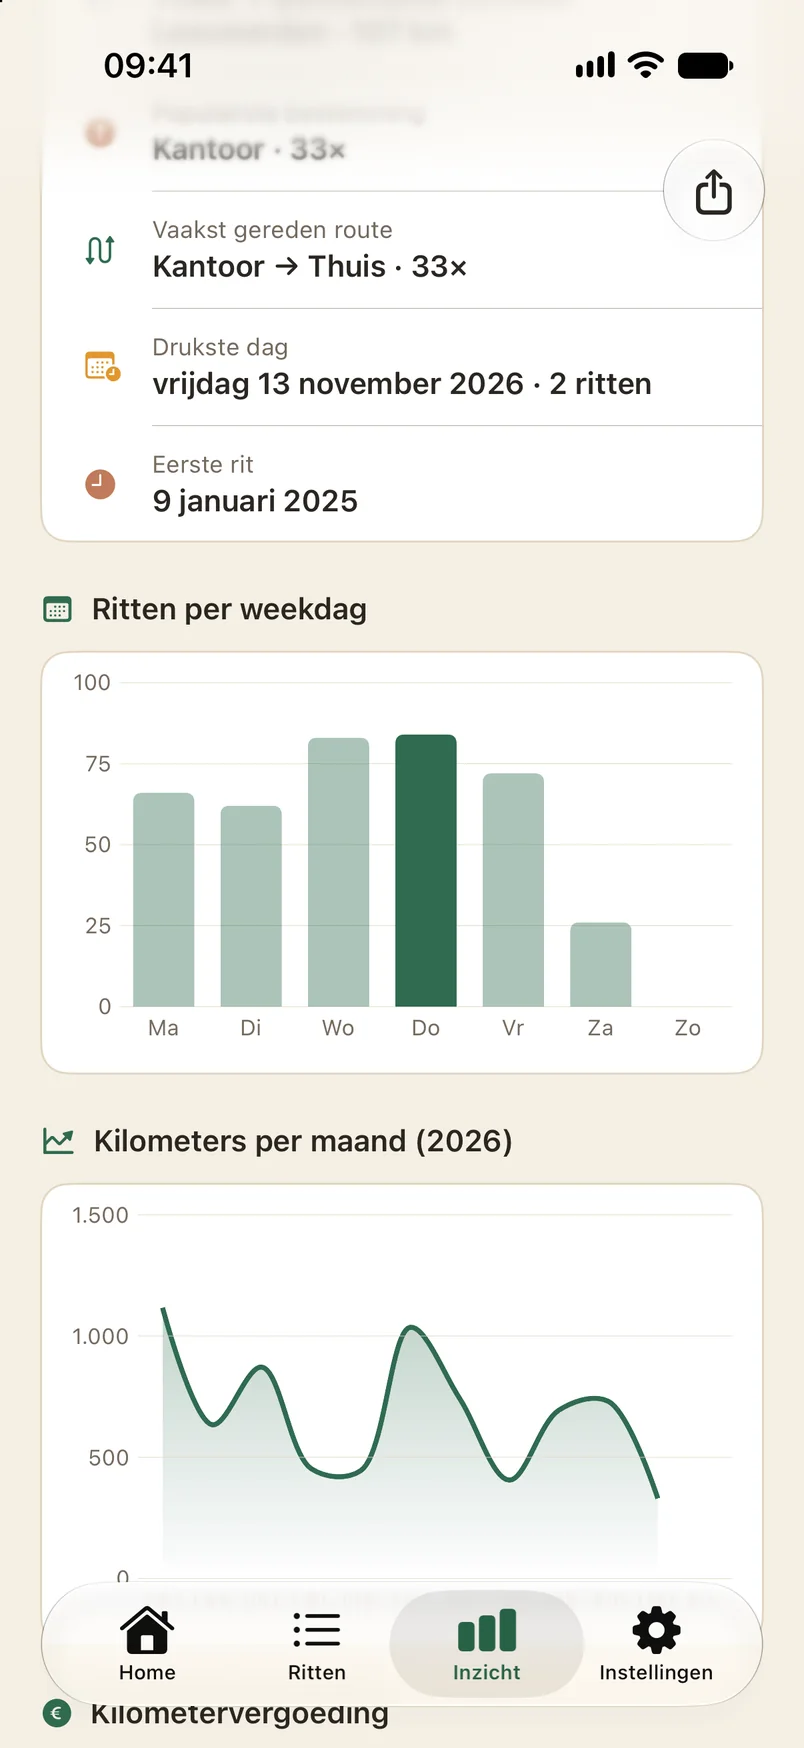 09:41
Populairste bestemming
Kantoor · 33×
Vaakst gereden route
Kantoor → Thuis · 33×
Drukste dag
vrijdag 13 november 2026 · 2 ritten
Eerste rit
9 januari 2025
Ritten per weekdag
100
75
50
25
0
Ma Di Wo Do Vr Za Zo
Kilometers per maand (2026)
1.500
1.000
500
0
Home Ritten Inzicht Instellingen
€ Kilometervergoeding